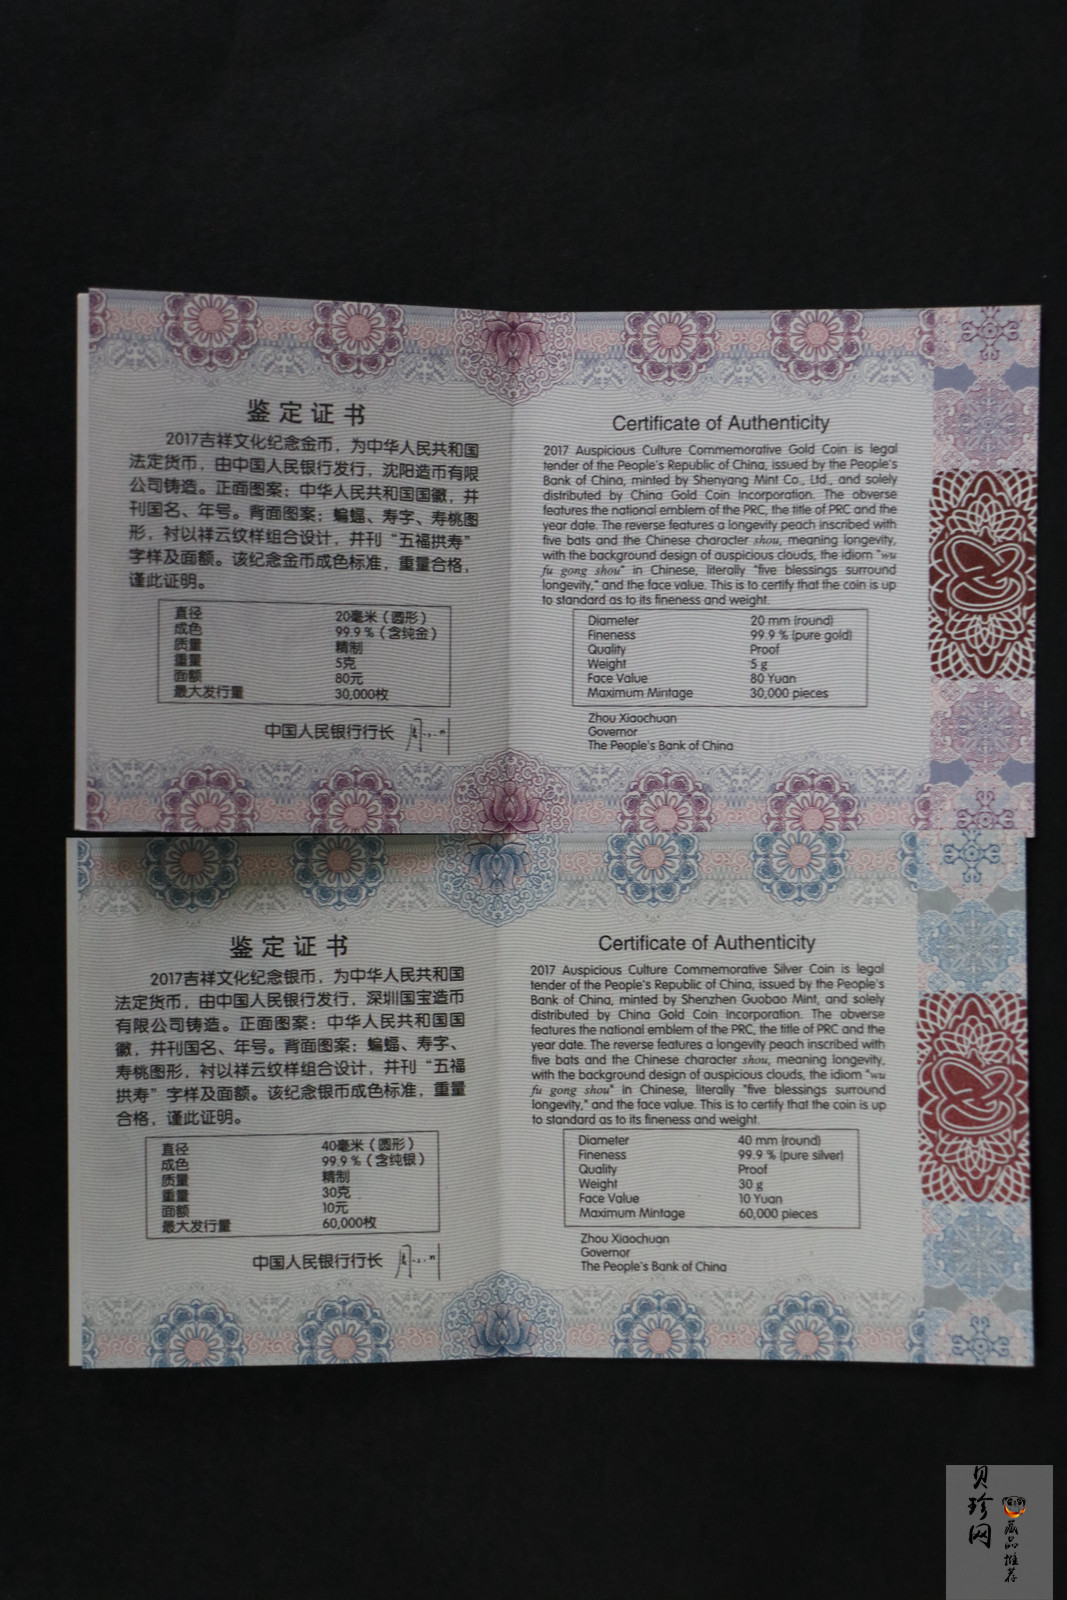 鉴定证书
2017吉祥文化纪念金币，为中华人民共和国
法定货币，由中国人民银行发行，沈阳造币有限
公司铸造。正面图案：中华人民共和国国徽，并
刊国名、年号。背面图案：蝙蝠、寿字、寿桃图
形，衬以祥云纹样组合设计，并刊“五福拱寿”
字样及面额。该纪念金币成色标准，重量合格，
谨此证明。
直径 20毫米（圆形）
成色 99.9％（含纯金）
质量 精制
重量 5克
面额 80元
最大发行量 30,000枚
中国人民银行行长
Certificate of Authenticity
2017 Auspicious Culture Commemorative Gold Coin is legal
tender of the People's Republic of China, issued by the People's
Bank of China, minted by Shenyang Mint Co., Ltd., and solely
distributed by China Gold Coin Incorporation. The obverse
features the national emblem of the PRC, the title of PRC and the
year date. The reverse features a longevity peach inscribed with
five bats and the Chinese character shou, meaning longevity,
with the background design of auspicious clouds, the idiom "wu
fu gong shou" in Chinese, literally "five blessings surround
longevity," and the face value. This is to certify that the coin is up
to standard as to its fineness and weight.
Diameter 20 mm (round)
Fineness 99.9 % (pure gold)
Quality Proof
Weight 5 g
Face Value 80 Yuan
Maximum Mintage 30,000 pieces
Zhou Xiaochuan
Governor
The People's Bank of China
鉴定证书
2017吉祥文化纪念银币，为中华人民共和国
法定货币，由中国人民银行发行，深圳国宝造币
有限公司铸造。正面图案：中华人民共和国国
徽，并刊国名、年号。背面图案：蝙蝠、寿字、
寿桃图形，衬以祥云纹样组合设计，并刊“五福
拱寿”字样及面额。该纪念银币成色标准，重量
合格，谨此证明。
直径 40毫米（圆形）
成色 99.9％（含纯银）
质量 精制
重量 30克
面额 10元
最大发行量 60,000枚
中国人民银行行长
Certificate of Authenticity
2017 Auspicious Culture Commemorative Silver Coin is legal
tender of the People's Republic of China, issued by the People's
Bank of China, minted by Shenzhen Guobao Mint, and solely
distributed by China Gold Coin Incorporation. The obverse
features the national emblem of the PRC, the title of PRC and the
year date. The reverse features a longevity peach inscribed with
five bats and the Chinese character shou, meaning longevity,
with the background design of auspicious clouds, the idiom "wu
fu gong shou" in Chinese, literally "five blessings surround
longevity," and the face value. This is to certify that the coin is up
to standard as to its fineness and weight.
Diameter 40 mm (round)
Fineness 99.9 % (pure silver)
Quality Proof
Weight 30 g
Face Value 10 Yuan
Maximum Mintage 60,000 pieces
Zhou Xiaochuan
Governor
The People's Bank of China
贝珍网
藏品推荐